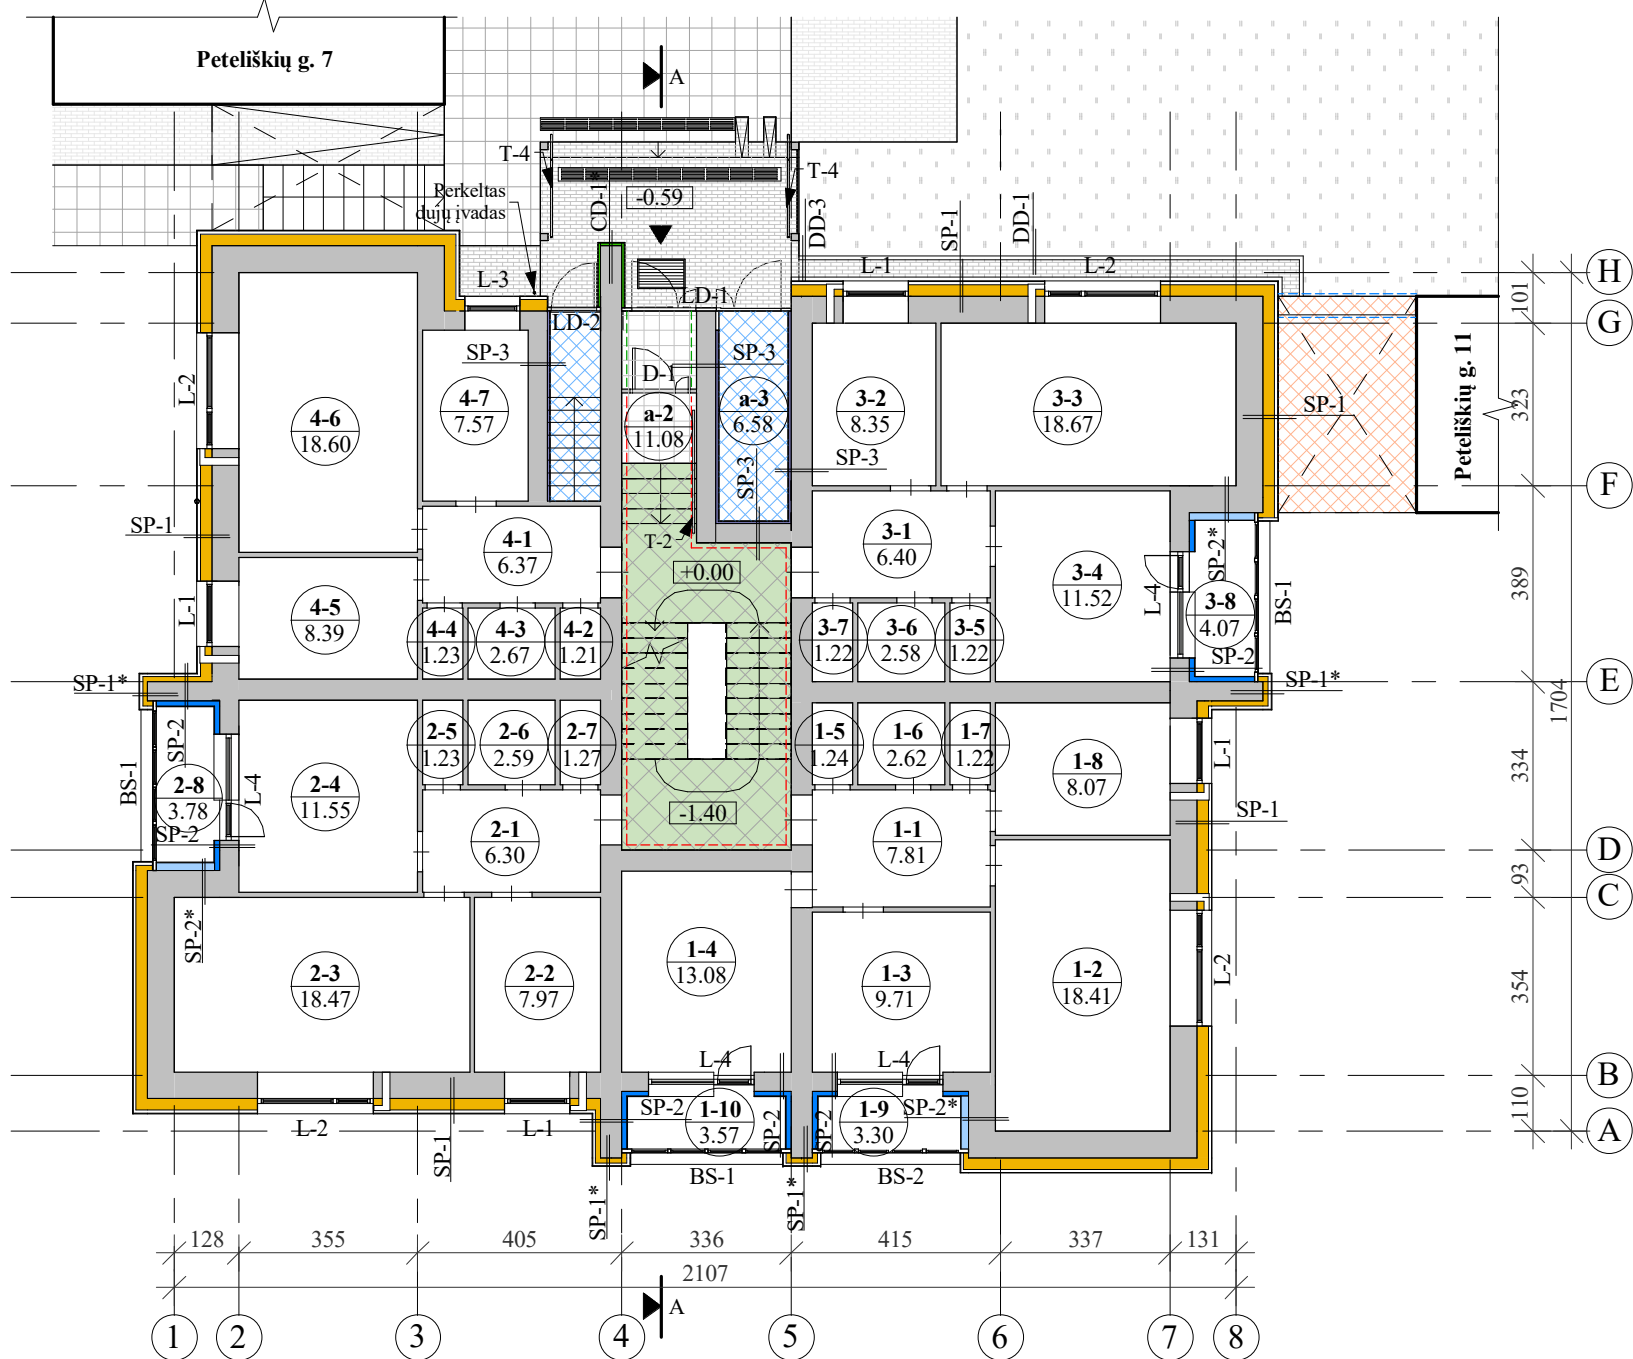 Peteliškių g. 7
A
T-4
T-4
Perkeltas
dujų įvadas
CD-1*
-0.59
DD-3
SP-1
DD-1
H
L-3
L-1
L-2
LD-1
LD-2
101
G
SP-3
SP-3
D-1
L-2
4-6
18.60
4-7
7.57
a-2
11.08
a-3
6.58
3-2
8.35
3-3
18.67
SP-1
323
Peteliškių g. 11
SP-3
SP-3
F
SP-1
4-1
6.37
T-2
+0.00
3-1
6.40
3-4
11.52
SP-2*
L-4
3-8
4.07
BS-1
389
L-1
4-5
8.39
4-4
1.23
4-3
2.67
4-2
1.21
3-7
1.22
3-6
2.58
3-5
1.22
SP-2
SP-1*
SP-1*
E
1704
SP-2
2-5
1.23
2-6
2.59
2-7
1.27
1-5
1.24
1-6
2.62
1-7
1.22
1-8
8.07
L-1
334
BS-1
2-8
3.78
L-4
2-4
11.55
SP-2
2-1
6.30
-1.40
1-1
7.81
SP-1
D
93
C
SP-2*
2-3
18.47
2-2
7.97
1-4
13.08
1-3
9.71
1-2
18.41
L-2
354
L-4
L-4
B
SP-2
1-10
3.57
SP-2
SP-2
1-9
3.30
SP-2*
110
A
L-2
SP-1
L-1
SP-1*
BS-1
SP-1*
BS-2
128
355
405
336
415
337
131
2107
A
1
2
3
4
5
6
7
8